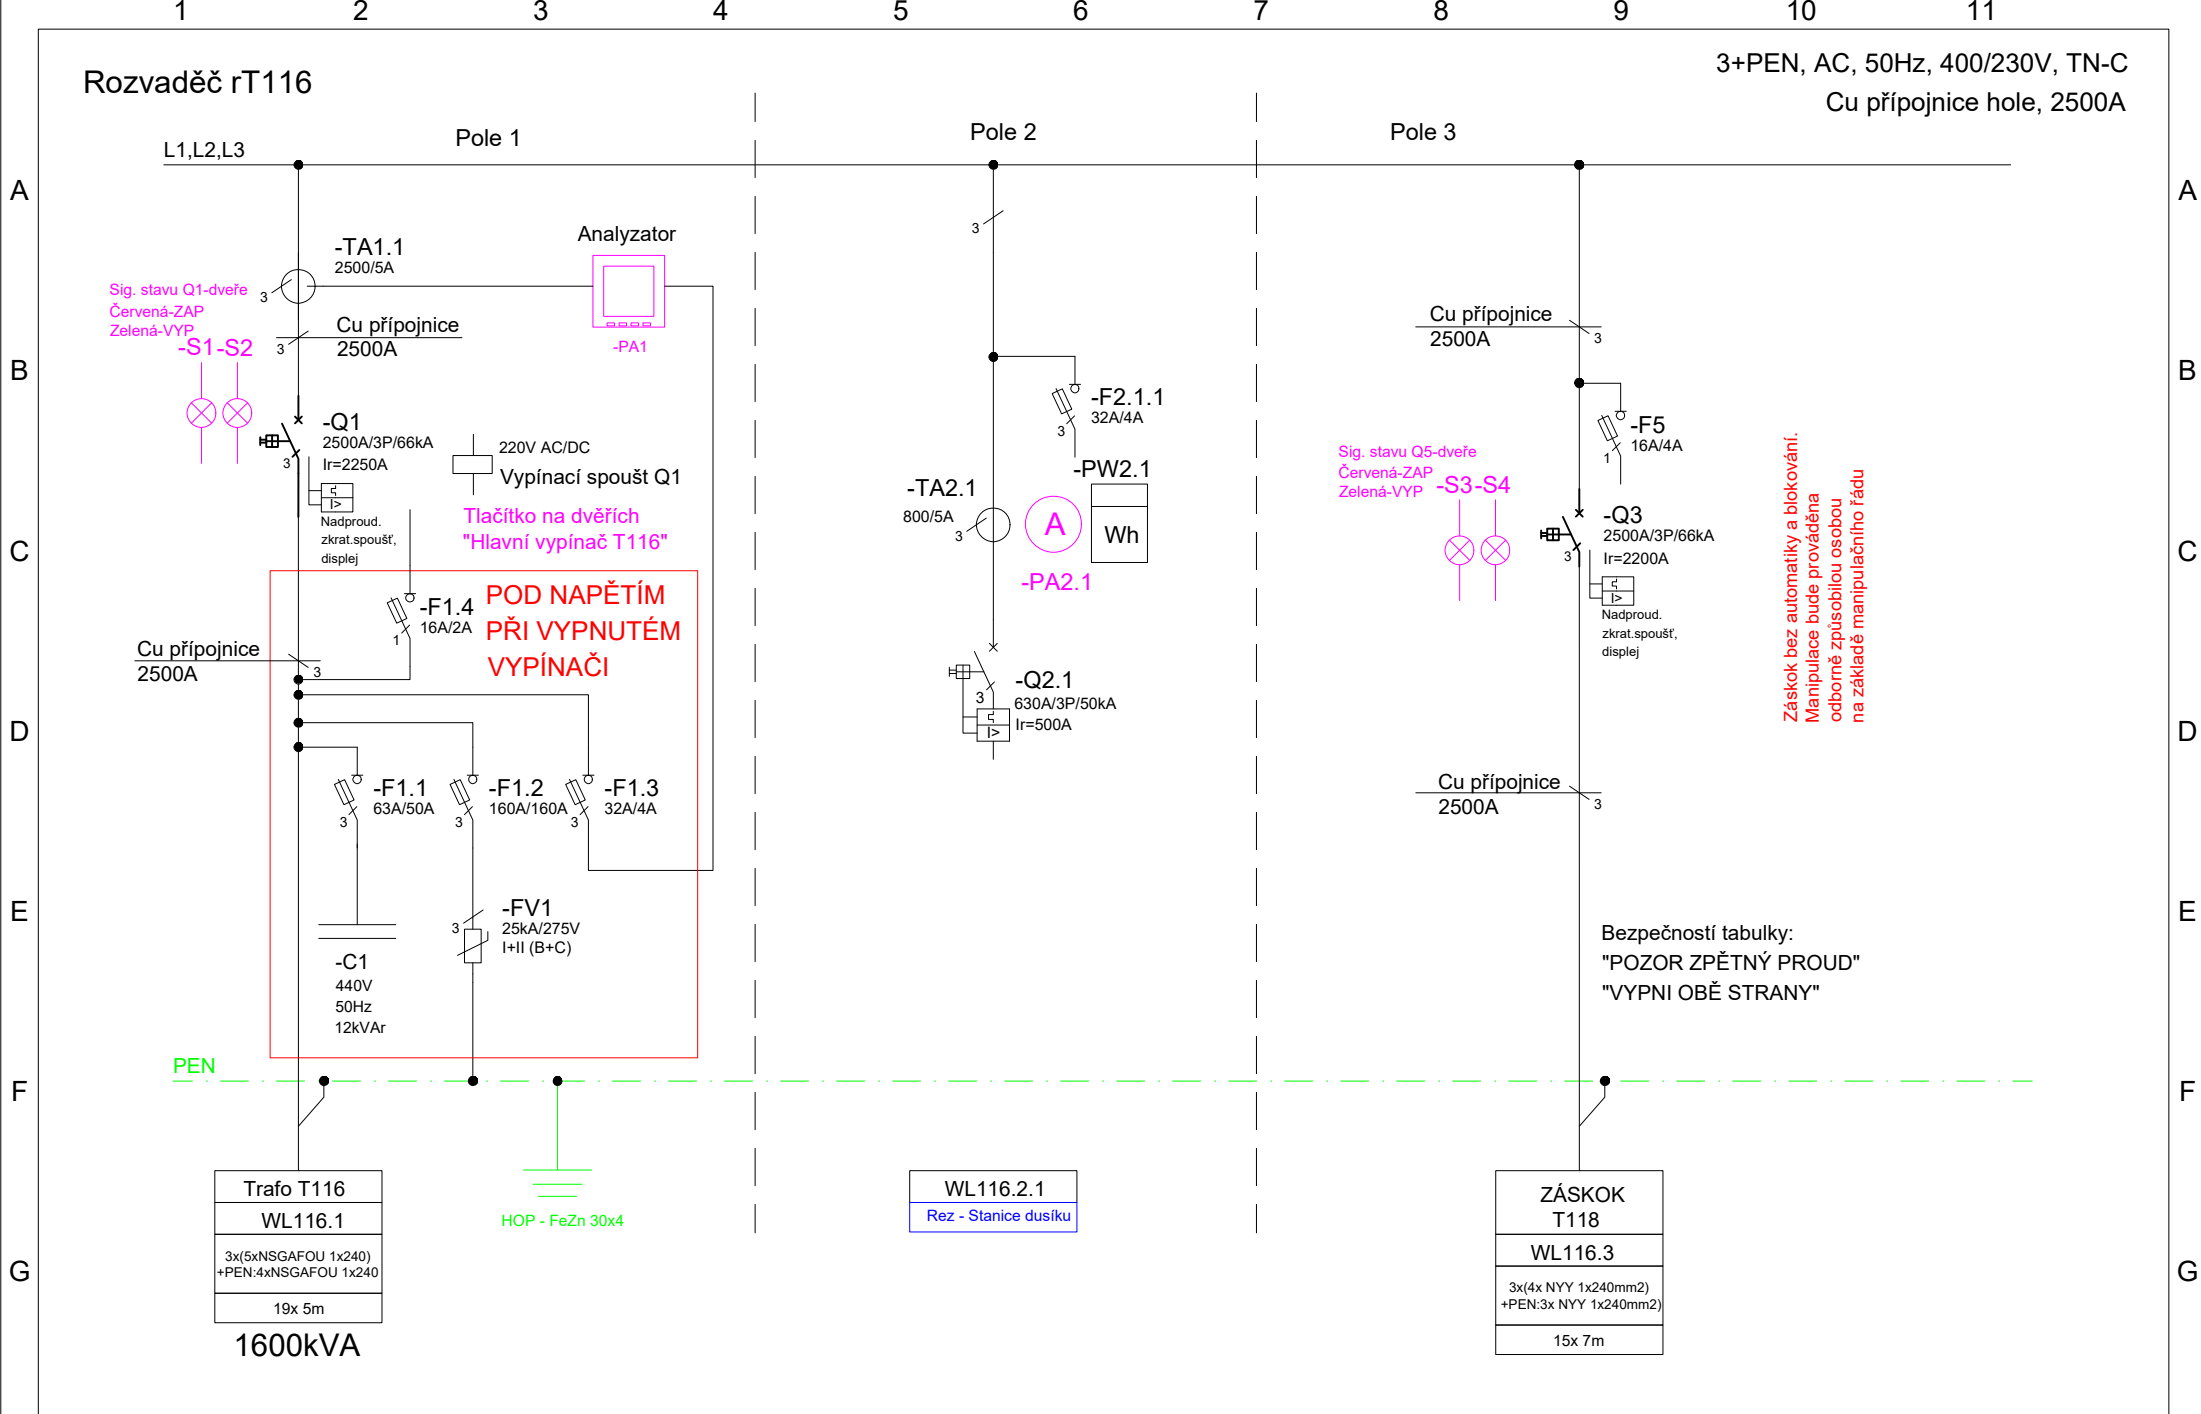 1 2 3 4 5 6 7 8 9 10 11
Rozvaděč rT116
3+PEN, AC, 50Hz, 400/230V, TN-C
Cu přípojnice hole, 2500A
Pole 1
Pole 2
Pole 3
L1,L2,L3
A
A
-TA1.1
2500/5A
3
Analyzator
-PA1
Sig. stavu Q1-dveře
Červená-ZAP
Zelená-VYP
-S1 -S2
Cu přípojnice
2500A
3
B
B
-Q1
2500A/3P/66kA
Ir=2250A
3
I>
Nadproud.
zkrat.spoušť,
displej
220V AC/DC
Vypínací spoušt Q1
Tlačítko na dvěřích
"Hlavní vypínač T116"
C
C
POD NAPĚTÍM
PŘI VYPNUTÉM
VYPÍNAČI
-F1.4
16A/2A
1
Cu přípojnice
2500A
3
D
D
-F1.1
63A/50A
3
-F1.2
160A/160A
3
-F1.3
32A/4A
3
E
E
-FV1
25kA/275V
I+II (B+C)
3
-C1
440V
50Hz
12kVAr
PEN
F
F
HOP - FeZn 30x4
Trafo T116
WL116.1
3x(5xNSGAFOU 1x240)
+PEN:4xNSGAFOU 1x240
19x 5m
1600kVA
G
G
3
-F2.1.1
32A/4A
3
-TA2.1
800/5A
3
A
-PA2.1
-PW2.1
Wh
-Q2.1
630A/3P/50kA
Ir=500A
3
I>
WL116.2.1
Rez - Stanice dusíku
Cu přípojnice
2500A
3
-F5
16A/4A
1
Sig. stavu Q5-dveře
Červená-ZAP
Zelená-VYP
-S3 -S4
-Q3
2500A/3P/66kA
Ir=2200A
3
I>
Nadproud.
zkrat.spoušť,
displej
Záskok bez automatiky a blokování.
Manipulace bude prováděna
odborně způsobilou osobou
na základě manipulačního řádu
Cu přípojnice
2500A
3
Bezpečností tabulky:
"POZOR ZPĚTNÝ PROUD"
"VYPNI OBĚ STRANY"
ZÁSKOK
T118
WL116.3
3x(4x NYY 1x240mm2)
+PEN:3x NYY 1x240mm2)
15x 7m